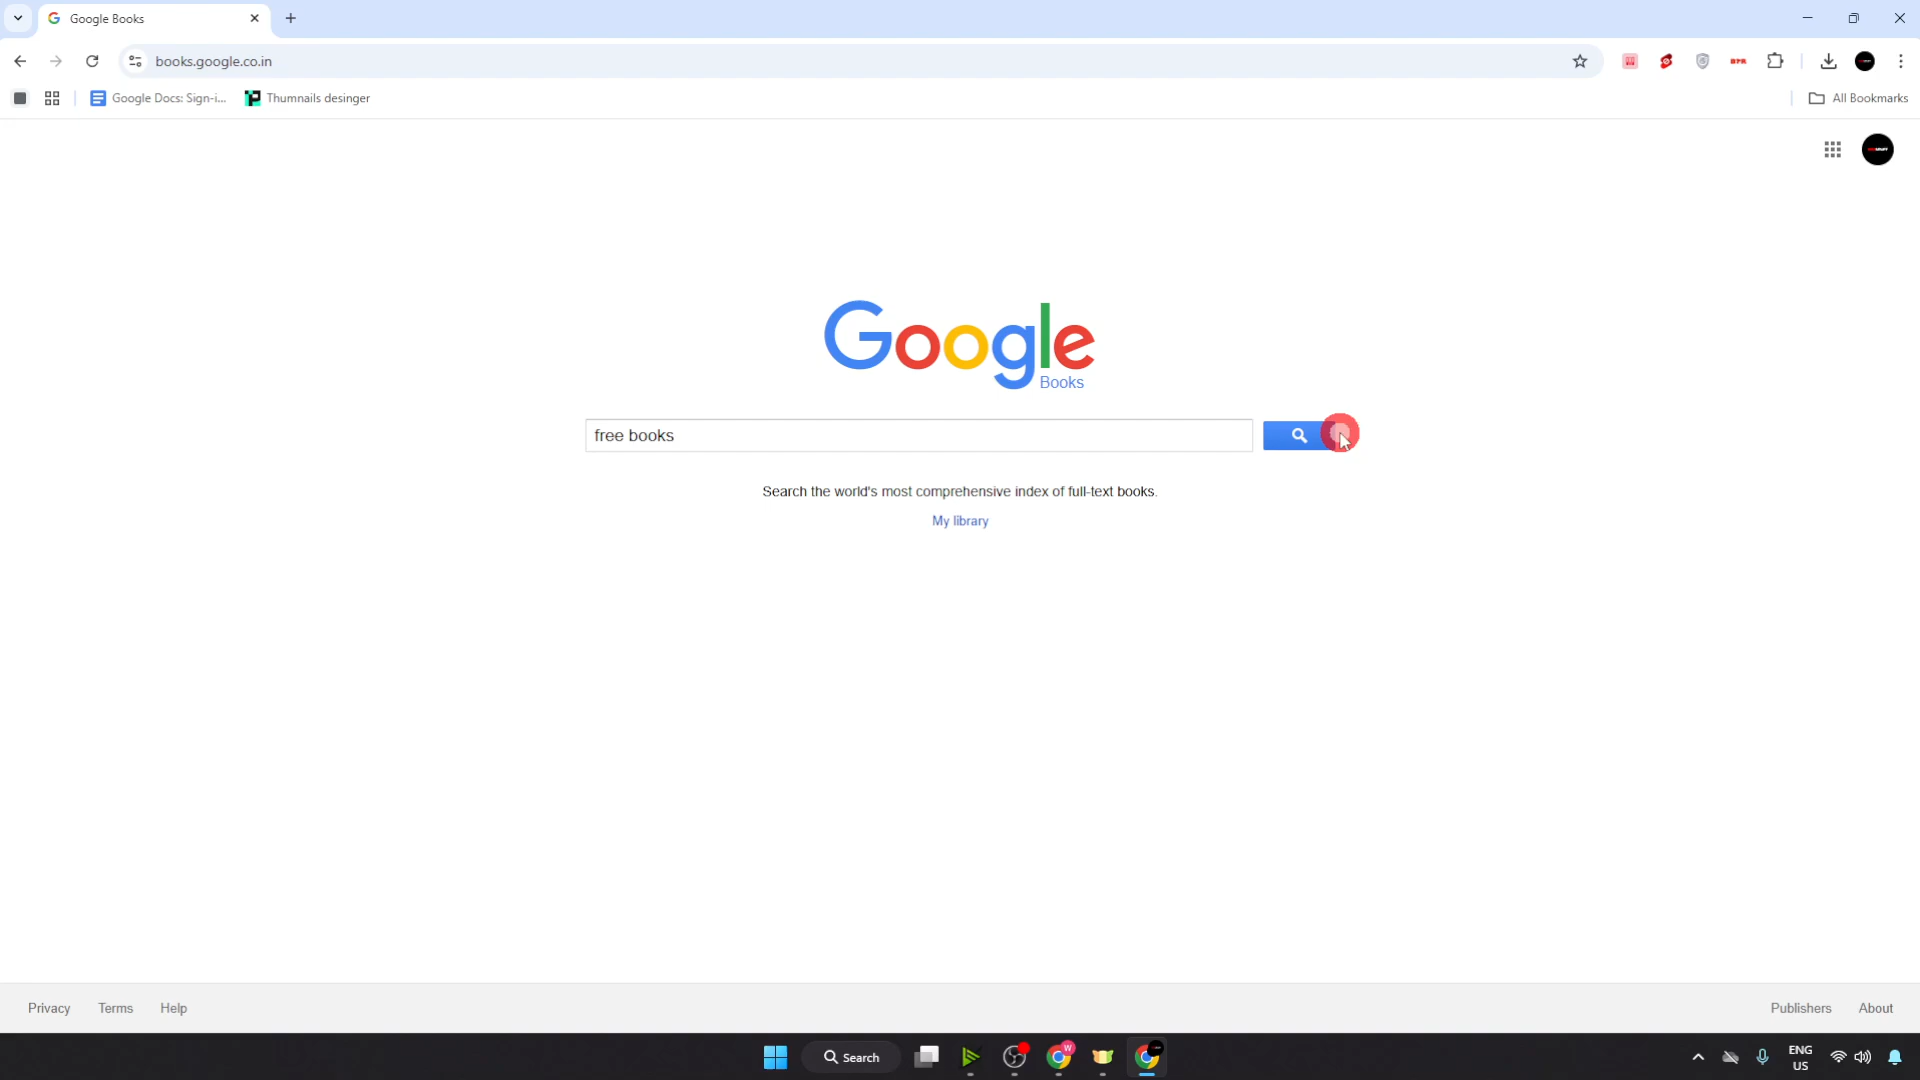 Google Books
books.google.co.in
Google Docs: Sign-i...
Thumnails desinger
All Bookmarks
Google
Books
free books
Search the world's most comprehensive index of full-text books.
My library
Privacy
Terms
Help
Publishers
About
Search
W
ENG
US